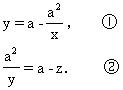 y = a - a²/x , ①
a²/y = a - z. ②